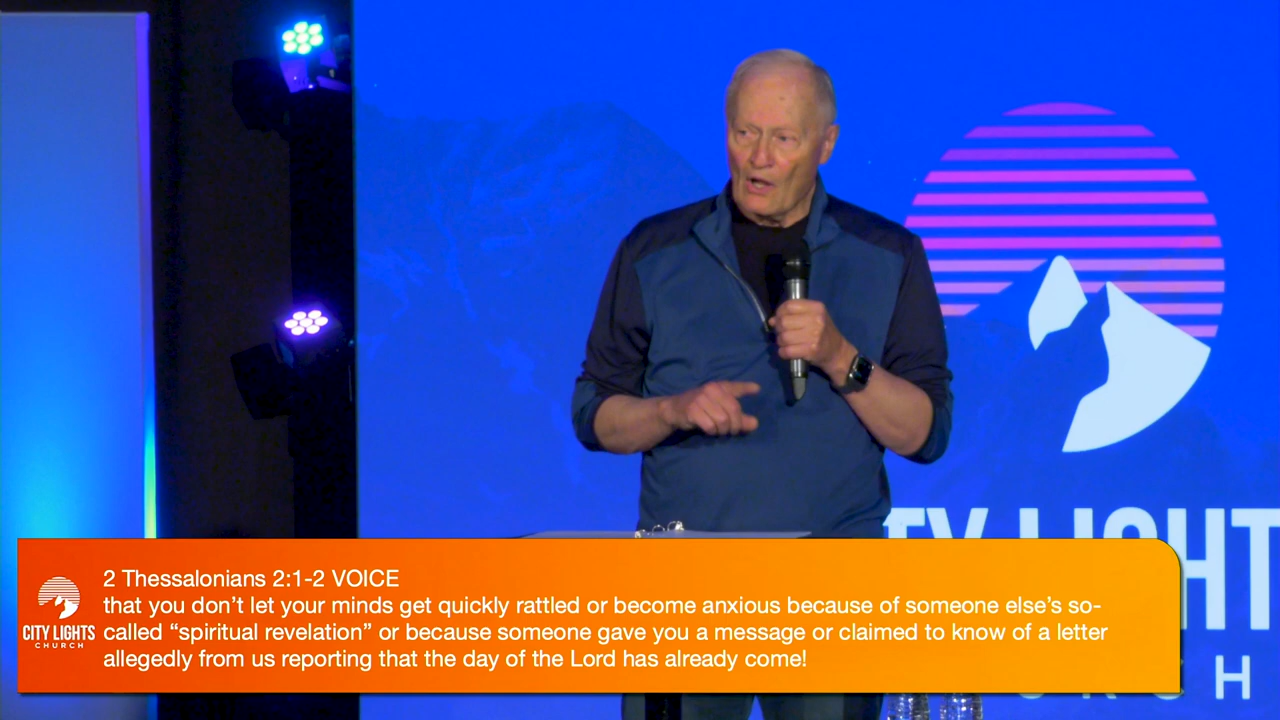 TY LIGHT
2 Thessalonians 2:1-2 VOICE
that you don’t let your minds get quickly rattled or become anxious because of someone else’s so-
called “spiritual revelation” or because someone gave you a message or claimed to know of a letter
allegedly from us reporting that the day of the Lord has already come!
CITY LIGHTS
CHURCH